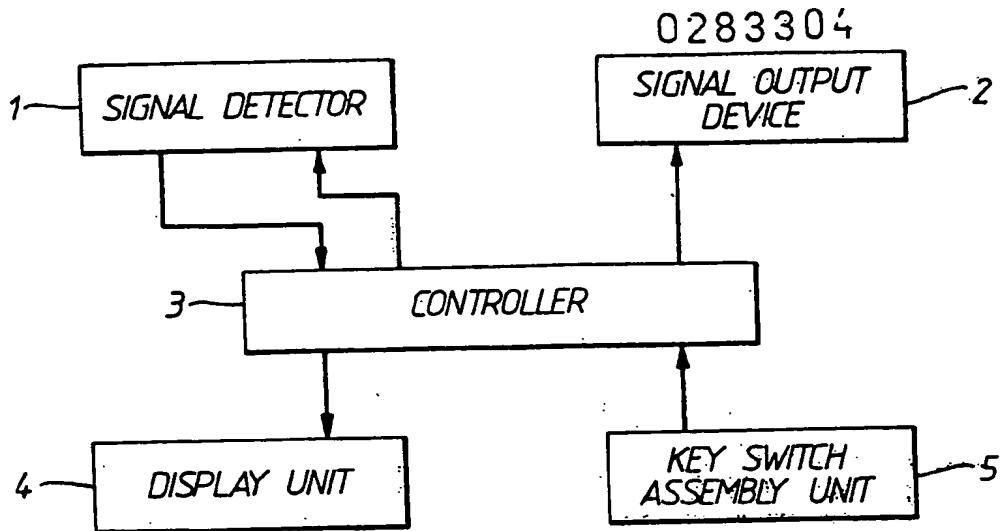 0283304
1
SIGNAL DETECTOR
SIGNAL OUTPUT
DEVICE
2
3
CONTROLLER
4
DISPLAY UNIT
KEY SWITCH
ASSEMBLY UNIT
5